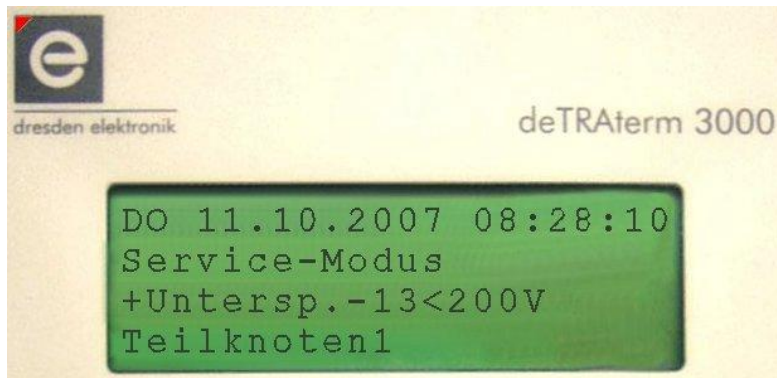 e
dresden elektronik
deTRAterm 3000
DO 11.10.2007 08:28:10
Service-Modus
+Untersp.-13<200V
Teilknoten1